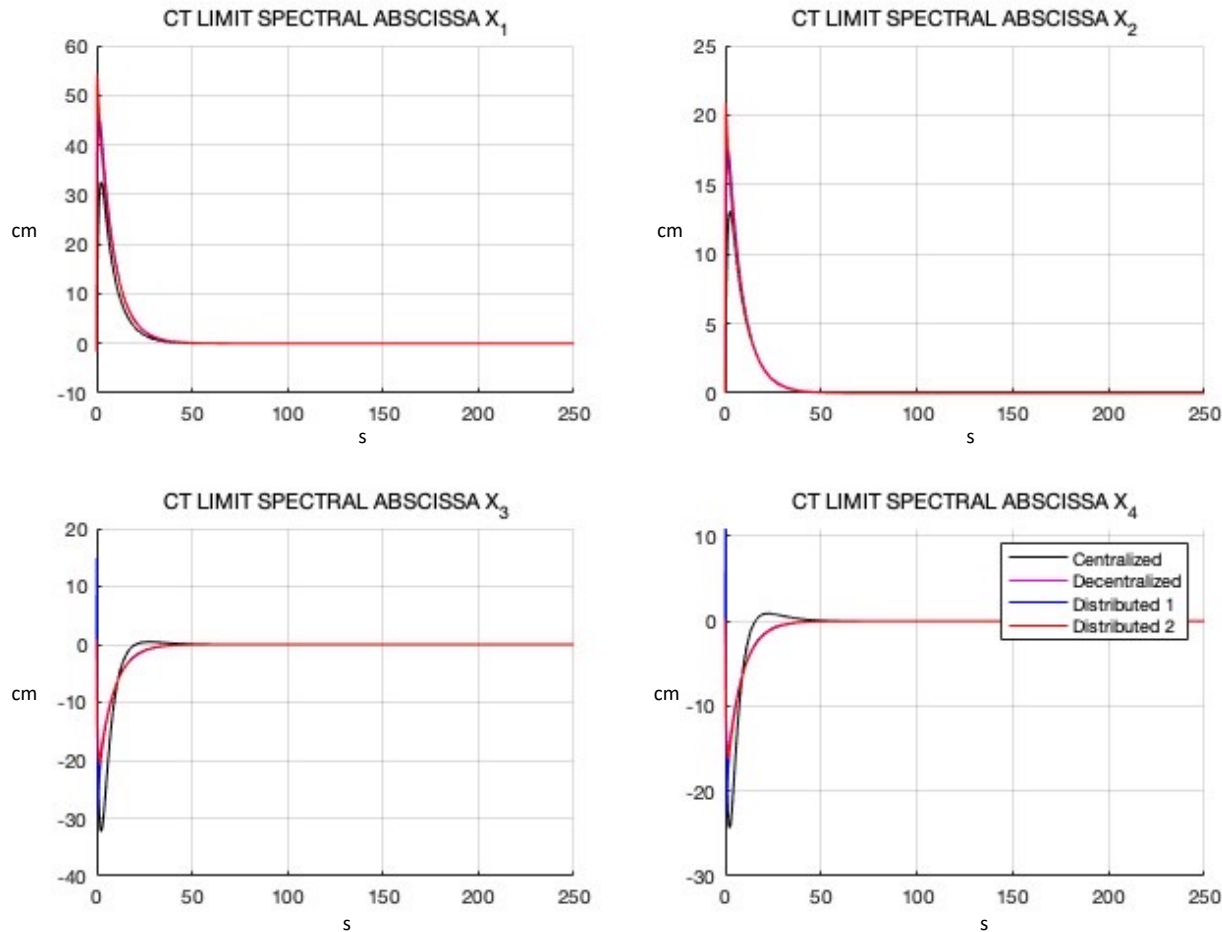 CT LIMIT SPECTRAL ABSCISSA X1
60
50
40
30
20
10
0
-10
cm
0 50 100 150 200 250
s
CT LIMIT SPECTRAL ABSCISSA X2
25
20
15
10
5
0
cm
0 50 100 150 200 250
s
CT LIMIT SPECTRAL ABSCISSA X3
20
10
0
-10
-20
-30
-40
cm
0 50 100 150 200 250
s
CT LIMIT SPECTRAL ABSCISSA X4
10
0
-10
-20
-30
cm
Centralized
Decentralized
Distributed 1
Distributed 2
0 50 100 150 200 250
s